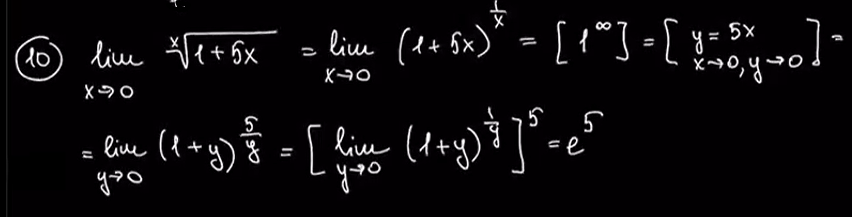 10) lim_{x→0} \sqrt[x]{1+5x} = lim_{x→0} (1+5x)^{1/x} = [1^∞] = [y=5x x→0, y→0] =
= lim_{y→0} (1+y)^{5/y} = [lim_{y→0} (1+y)^{1/y}]^5 = e^5